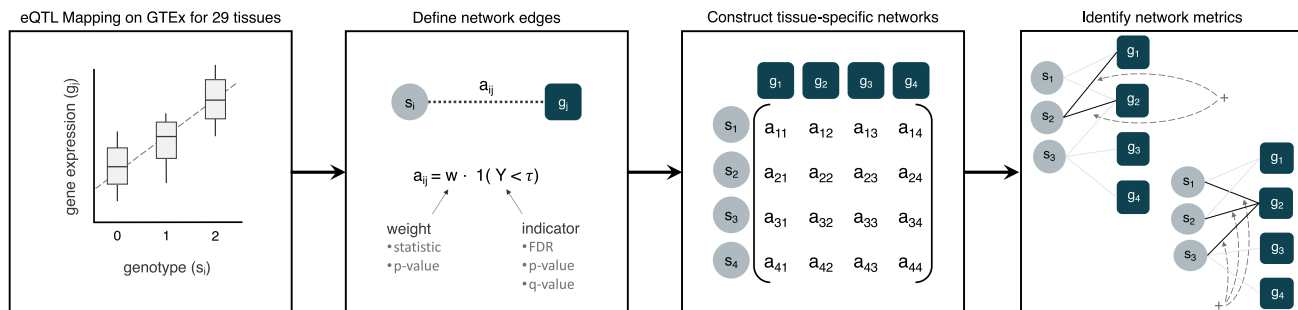 eQTL Mapping on GTEx for 29 tissues
gene expression (gj)
0 1 2
genotype (si)
Define network edges
si aij gj
aij = w · 1( Y < τ)
weight
•statistic
•p-value
indicator
•FDR
•p-value
•q-value
Construct tissue-specific networks
g1 g2 g3 g4
s1 a11 a12 a13 a14
s2 a21 a22 a23 a24
s3 a31 a32 a33 a34
s4 a41 a42 a43 a44
Identify network metrics
g1
s1
g2
+
s2
s3
g3
g4
g1
s1
g2
s2
s3
g3
g4
+